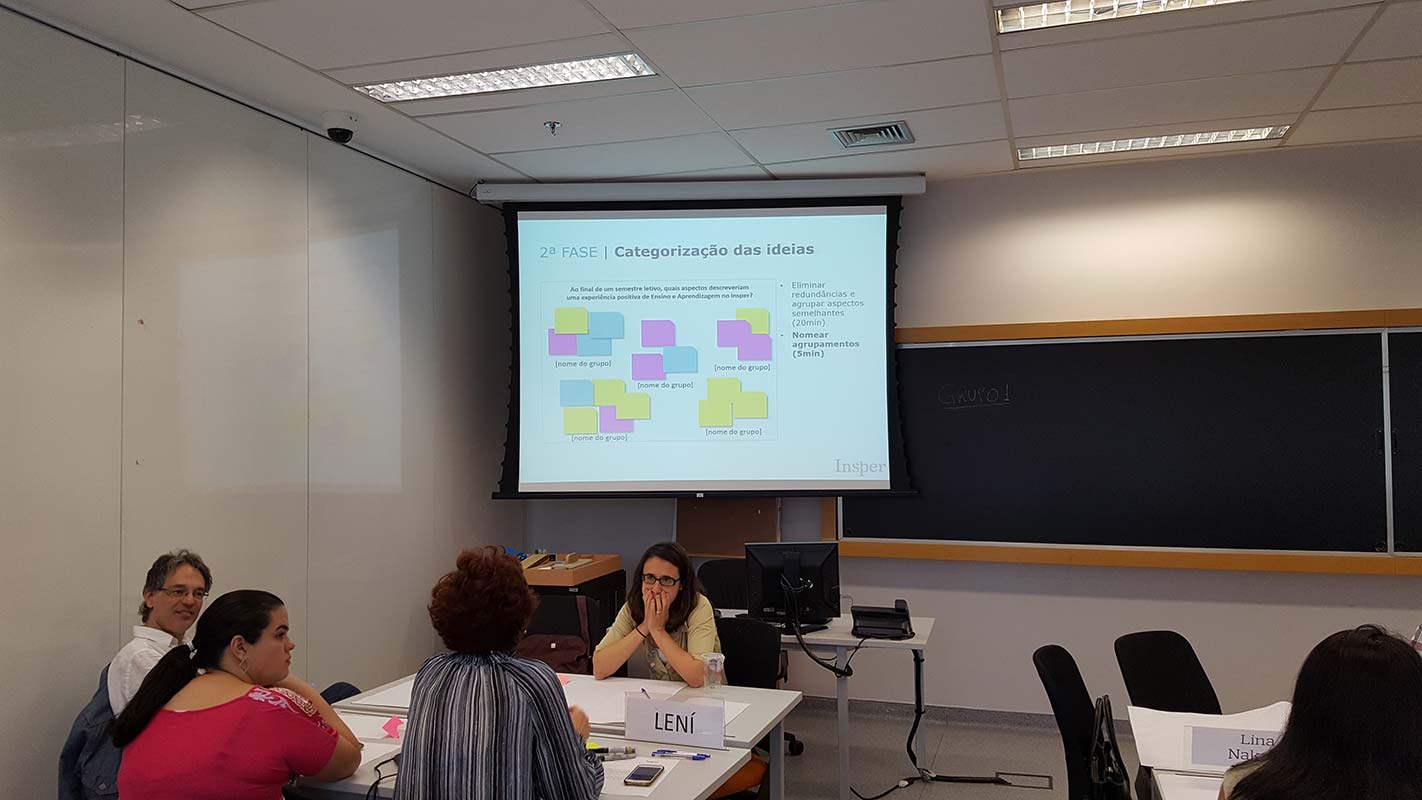 2ª FASE | Categorização das ideias
Ao final de um semestre letivo, quais aspectos descreveriam
uma experiência positiva de Ensino e Aprendizagem no Insper?
[nome do grupo]
[nome do grupo]
[nome do grupo]
[nome do grupo]
[nome do grupo]
• Eliminar
redundâncias e
agrupar aspectos
semelhantes
(20min)
• Nomear
agrupamentos
(5min)
Insper
GRUPO 1
LENÍ
Lina